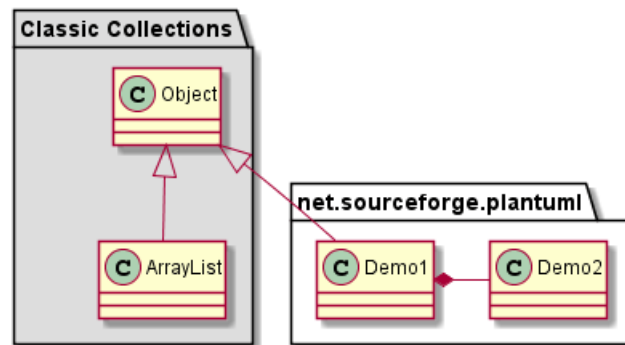 Classic Collections
C Object
C ArrayList
net.sourceforge.plantuml
C Demo1
C Demo2